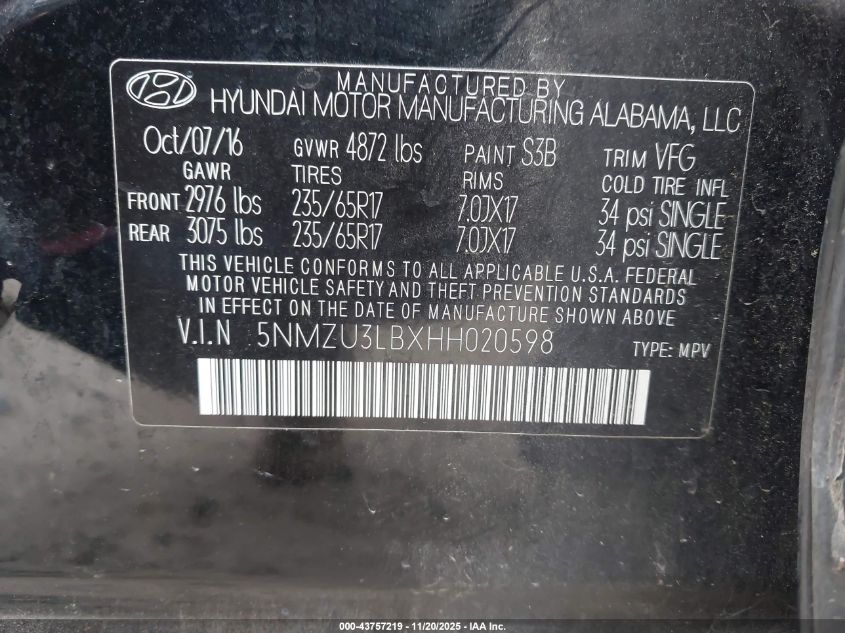 MANUFACTURED BY
HYUNDAI MOTOR MANUFACTURING ALABAMA, LLC
Oct/07/16 GVWR 4872 lbs PAINT S3B TRIM VFG
GAWR TIRES RIMS COLD TIRE INFL
FRONT 2976 lbs 235/65R17 7.0JX17 34 psi SINGLE
REAR 3075 lbs 235/65R17 7.0JX17 34 psi SINGLE
THIS VEHICLE CONFORMS TO ALL APPLICABLE U.S.A. FEDERAL
MOTOR VEHICLE SAFETY AND THEFT PREVENTION STANDARDS
IN EFFECT ON THE DATE OF MANUFACTURE SHOWN ABOVE.
V.I.N 5NMZU3LBXHH020598 TYPE: MPV
000-43757219 - 11/20/2025 - IAA Inc.